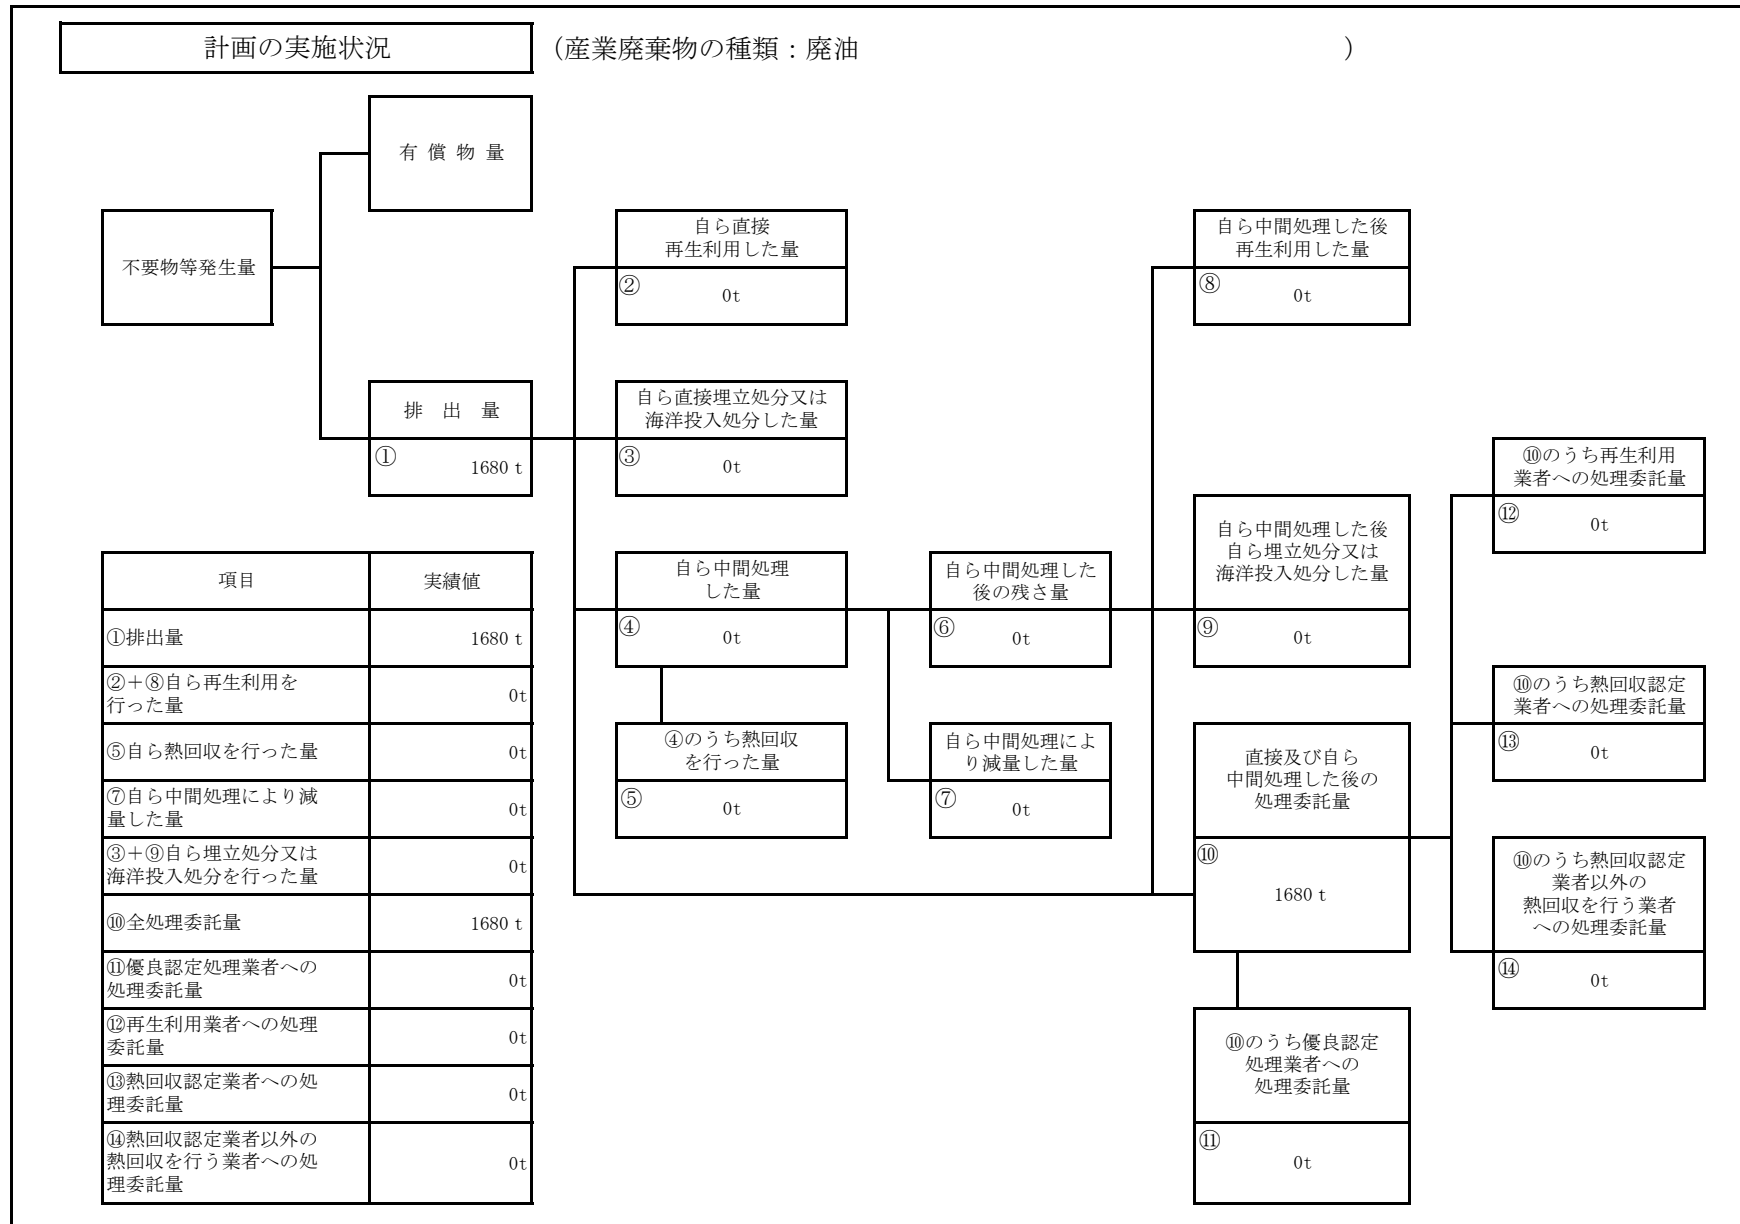 計画の実施状況
（産業廃棄物の種類：廃油　　　　　　　　　　　　　　　　　　）
有償物量
不要物等発生量
自ら直接
再生利用した量
②
0t
自ら中間処理した後
再生利用した量
⑧
0t
排出量
①
1680 t
自ら直接埋立処分又は
海洋投入処分した量
③
0t
⑩のうち再生利用
業者への処理委託量
⑫
0t
自ら中間処理した後
自ら埋立処分又は
海洋投入処分した量
⑨
0t
自ら中間処理
した量
④
0t
自ら中間処理した
後の残さ量
⑥
0t
④のうち熱回収
を行った量
⑤
0t
自ら中間処理によ
り減量した量
⑦
0t
直接及び自ら
中間処理した後の
処理委託量
⑩
1680 t
⑩のうち熱回収認定
業者への処理委託量
⑬
0t
⑩のうち熱回収認定
業者以外の
熱回収を行う業者
への処理委託量
⑭
0t
⑩のうち優良認定
処理業者への
処理委託量
⑪
0t
項目 実績値
①排出量 1680 t
②＋⑧自ら再生利用を
行った量 0t
⑤自ら熱回収を行った量 0t
⑦自ら中間処理により減
量した量 0t
③＋⑨自ら埋立処分又は
海洋投入処分を行った量 0t
⑩全処理委託量 1680 t
⑪優良認定処理業者への
処理委託量 0t
⑫再生利用業者への処理
委託量 0t
⑬熱回収認定業者への処
理委託量 0t
⑭熱回収認定業者以外の
熱回収を行う業者への処
理委託量 0t